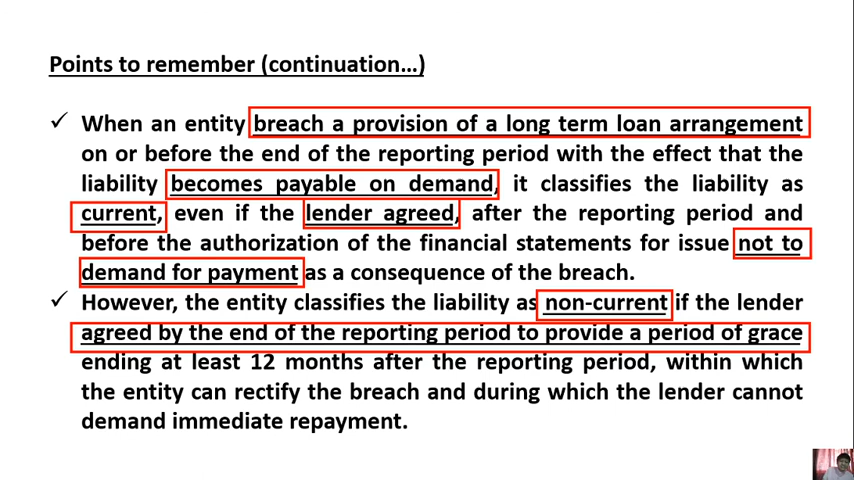 Points to remember (continuation...)
✓ When an entity breach a provision of a long term loan arrangement
on or before the end of the reporting period with the effect that the
liability becomes payable on demand, it classifies the liability as
current, even if the lender agreed, after the reporting period and
before the authorization of the financial statements for issue not to
demand for payment as a consequence of the breach.
✓ However, the entity classifies the liability as non-current if the lender
agreed by the end of the reporting period to provide a period of grace
ending at least 12 months after the reporting period, within which
the entity can rectify the breach and during which the lender cannot
demand immediate repayment.